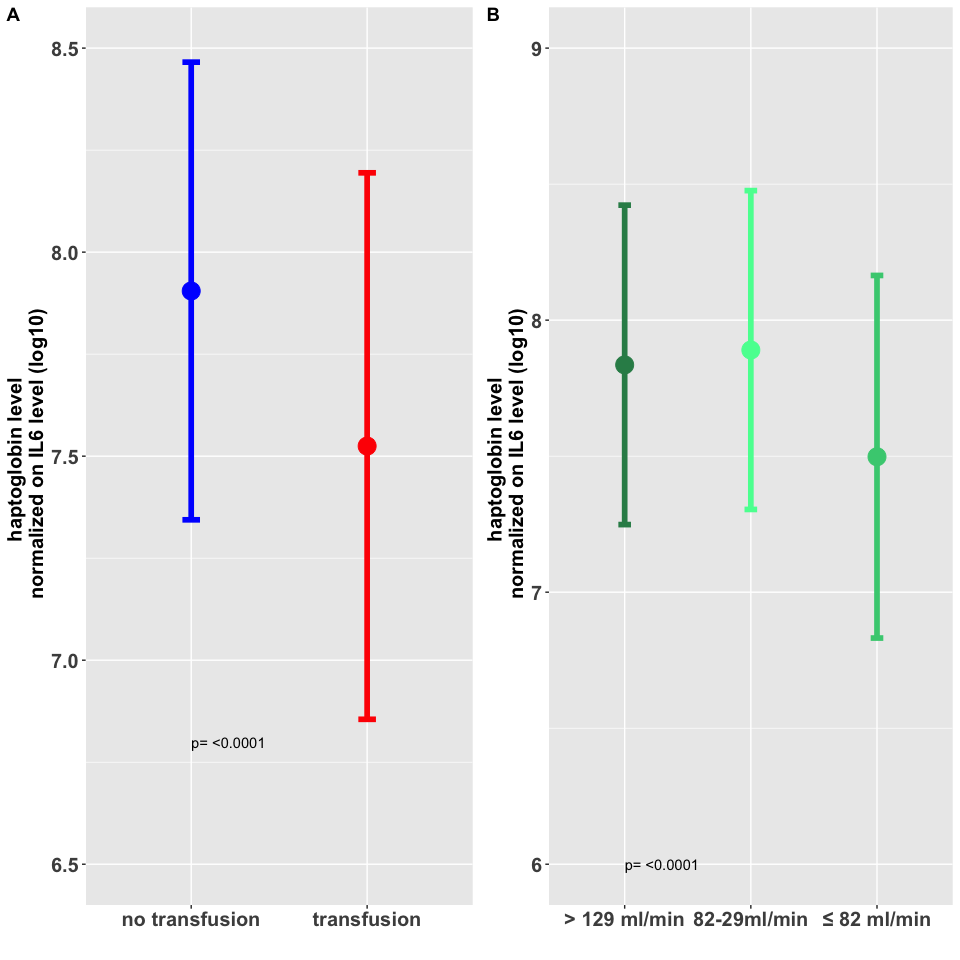 A
haptoglobin level
normalized on IL6 level (log10)
8.5
8.0
7.5
7.0
6.5
p= <0.0001
no transfusion
transfusion
B
haptoglobin level
normalized on IL6 level (log10)
9
8
7
6
p= <0.0001
> 129 ml/min
82-29ml/min
≤ 82 ml/min